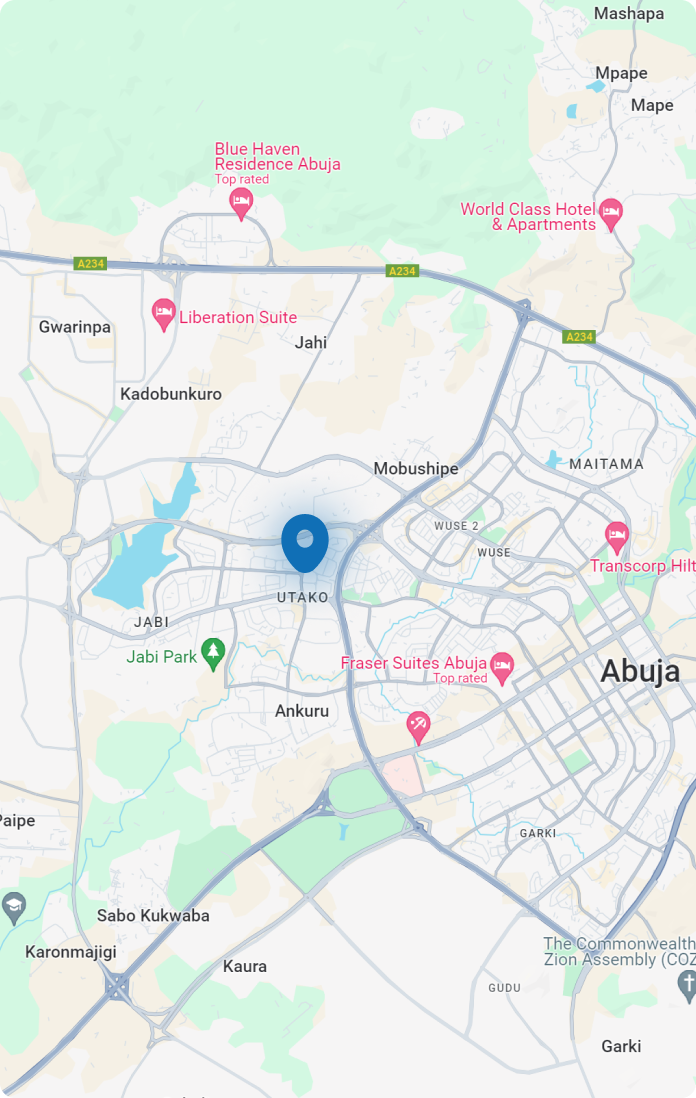 Mashapa
Mpape
Mape
Blue Haven
Residence Abuja
Top rated
World Class Hotel
& Apartments
A234
A234
Liberation Suite
Gwarinpa
A234
Jahi
Kadobunkuro
Mobushipe
MAITAMA
WUSE 2
WUSE
Transcorp Hilt
UTAKO
JABI
Jabi Park
Fraser Suites Abuja
Top rated
Abuja
Ankuru
Paipe
GARKI
Sabo Kukwaba
Karonmajigi
The Commonwealth
Zion Assembly (COZ
Kaura
GUDU
Garki